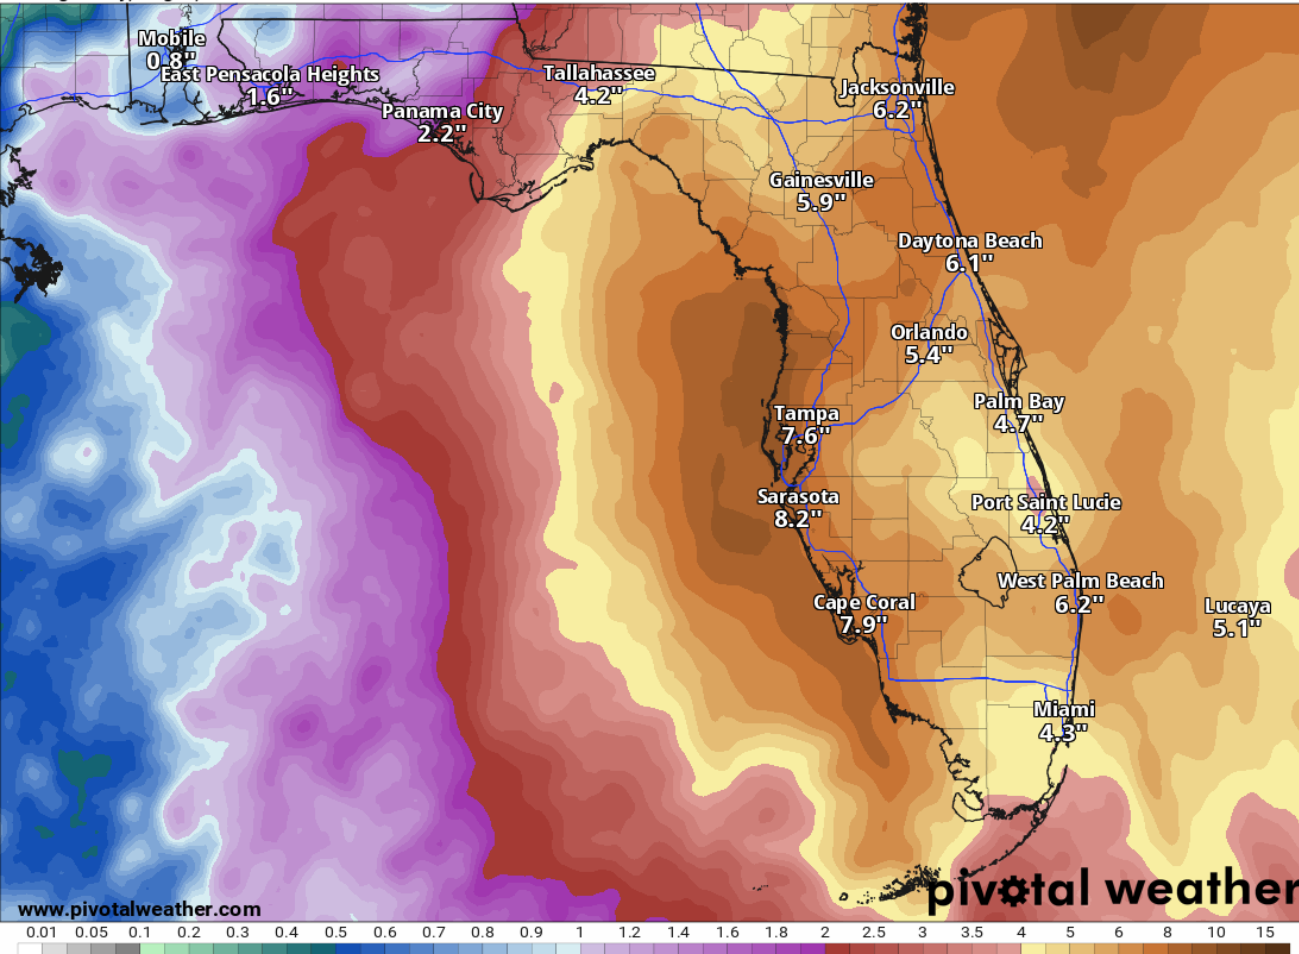 Mobile
0.8"
East Pensacola Heights
1.6"
Panama City
2.2"
Tallahassee
4.2"
Jacksonville
6.2"
Gainesville
5.9"
Daytona Beach
6.1"
Orlando
5.4"
Palm Bay
4.7"
Tampa
7.6"
Sarasota
8.2"
Port Saint Lucie
4.2"
West Palm Beach
6.2"
Cape Coral
7.9"
Lucaya
5.1"
Miami
4.3"
pivotal weather
www.pivotalweather.com
0.01 0.05 0.1 0.2 0.3 0.4 0.5 0.6 0.7 0.8 0.9 1 1.2 1.4 1.6 1.8 2 2.5 3 3.5 4 5 6 8 10 15